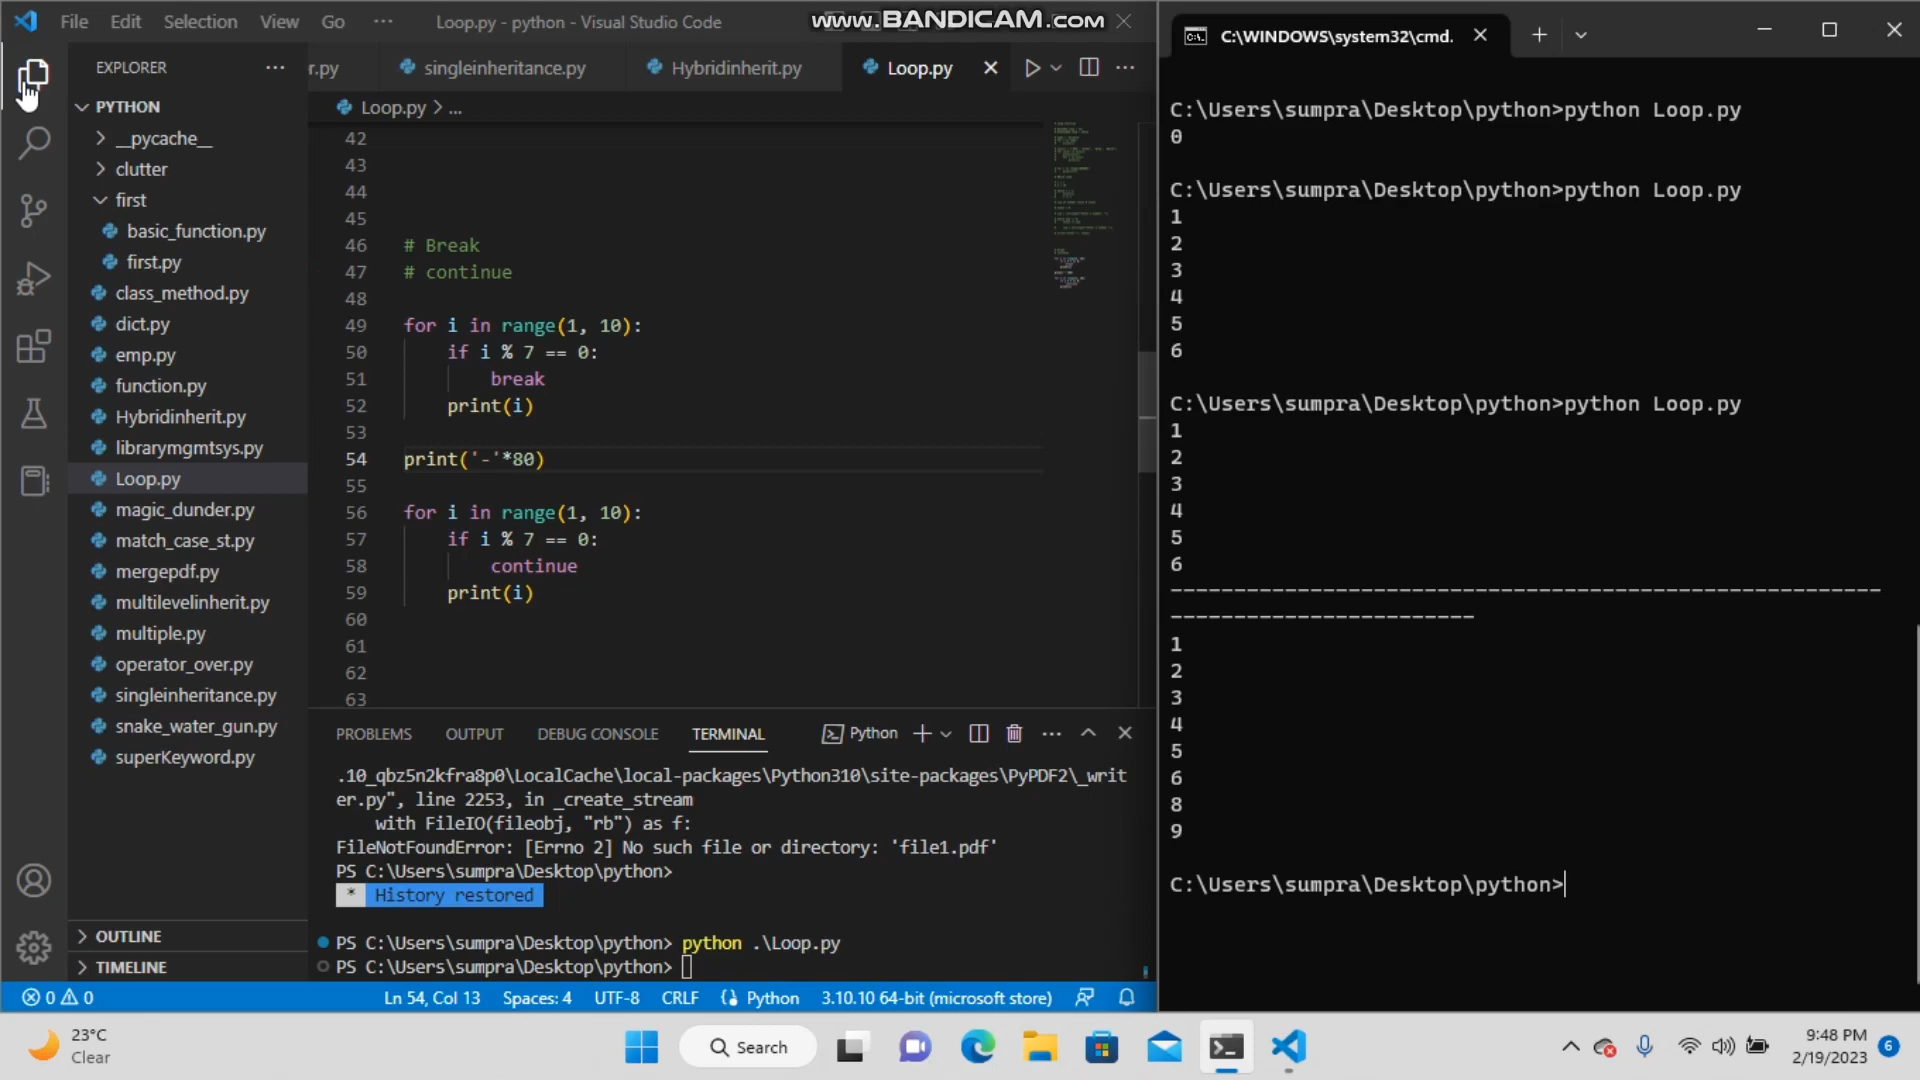 File Edit Selection View Go ··· Loop.py - python - Visual Studio Code
www.BANDICAM.com
C:\WINDOWS\system32\cmd.
EXPLORER ···
r.py singleinheritance.py Hybridinherit.py Loop.py
Loop.py > ...
PYTHON
__pycache__
clutter
first
basic_function.py
first.py
class_method.py
dict.py
emp.py
function.py
Hybridinherit.py
librarymgmtsys.py
Loop.py
magic_dunder.py
match_case_st.py
mergepdf.py
multilevelinherit.py
multiple.py
operator_over.py
singleinheritance.py
snake_water_gun.py
superKeyword.py
OUTLINE
TIMELINE
42
43
44
45
46 # Break
47 # continue
48
49 for i in range(1, 10):
50 if i % 7 == 0:
51 break
52 print(i)
53
54 print('-'*80)
55
56 for i in range(1, 10):
57 if i % 7 == 0:
58 continue
59 print(i)
60
61
62
63
PROBLEMS OUTPUT DEBUG CONSOLE TERMINAL Python
.10_qbz5n2kfra8p0\LocalCache\local-packages\Python310\site-packages\PyPDF2\_writ
er.py", line 2253, in _create_stream
with FileIO(fileobj, "rb") as f:
FileNotFoundError: [Errno 2] No such file or directory: 'file1.pdf'
PS C:\Users\sumpra\Desktop\python>
* History restored
PS C:\Users\sumpra\Desktop\python> python .\Loop.py
PS C:\Users\sumpra\Desktop\python>
0 0 Ln 54, Col 13 Spaces: 4 UTF-8 CRLF Python 3.10.10 64-bit (microsoft store)
C:\Users\sumpra\Desktop\python>python Loop.py
0
C:\Users\sumpra\Desktop\python>python Loop.py
1
2
3
4
5
6
C:\Users\sumpra\Desktop\python>python Loop.py
1
2
3
4
5
6
--------------------------------------------------------
------------------------
1
2
3
4
5
6
8
9
C:\Users\sumpra\Desktop\python>
23°C
Clear
Search
9:48 PM
2/19/2023
6